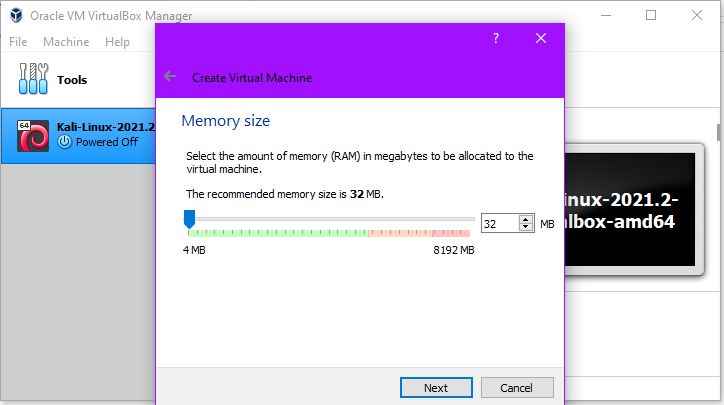 Oracle VM VirtualBox Manager
File Machine Help
Tools
64
Kali-Linux-2021.2
Powered Off
?
Create Virtual Machine
Memory size
Select the amount of memory (RAM) in megabytes to be allocated to the
virtual machine.
The recommended memory size is 32 MB.
32 MB
4 MB 8192 MB
Next Cancel
inux-2021.2-
lbox-amd64